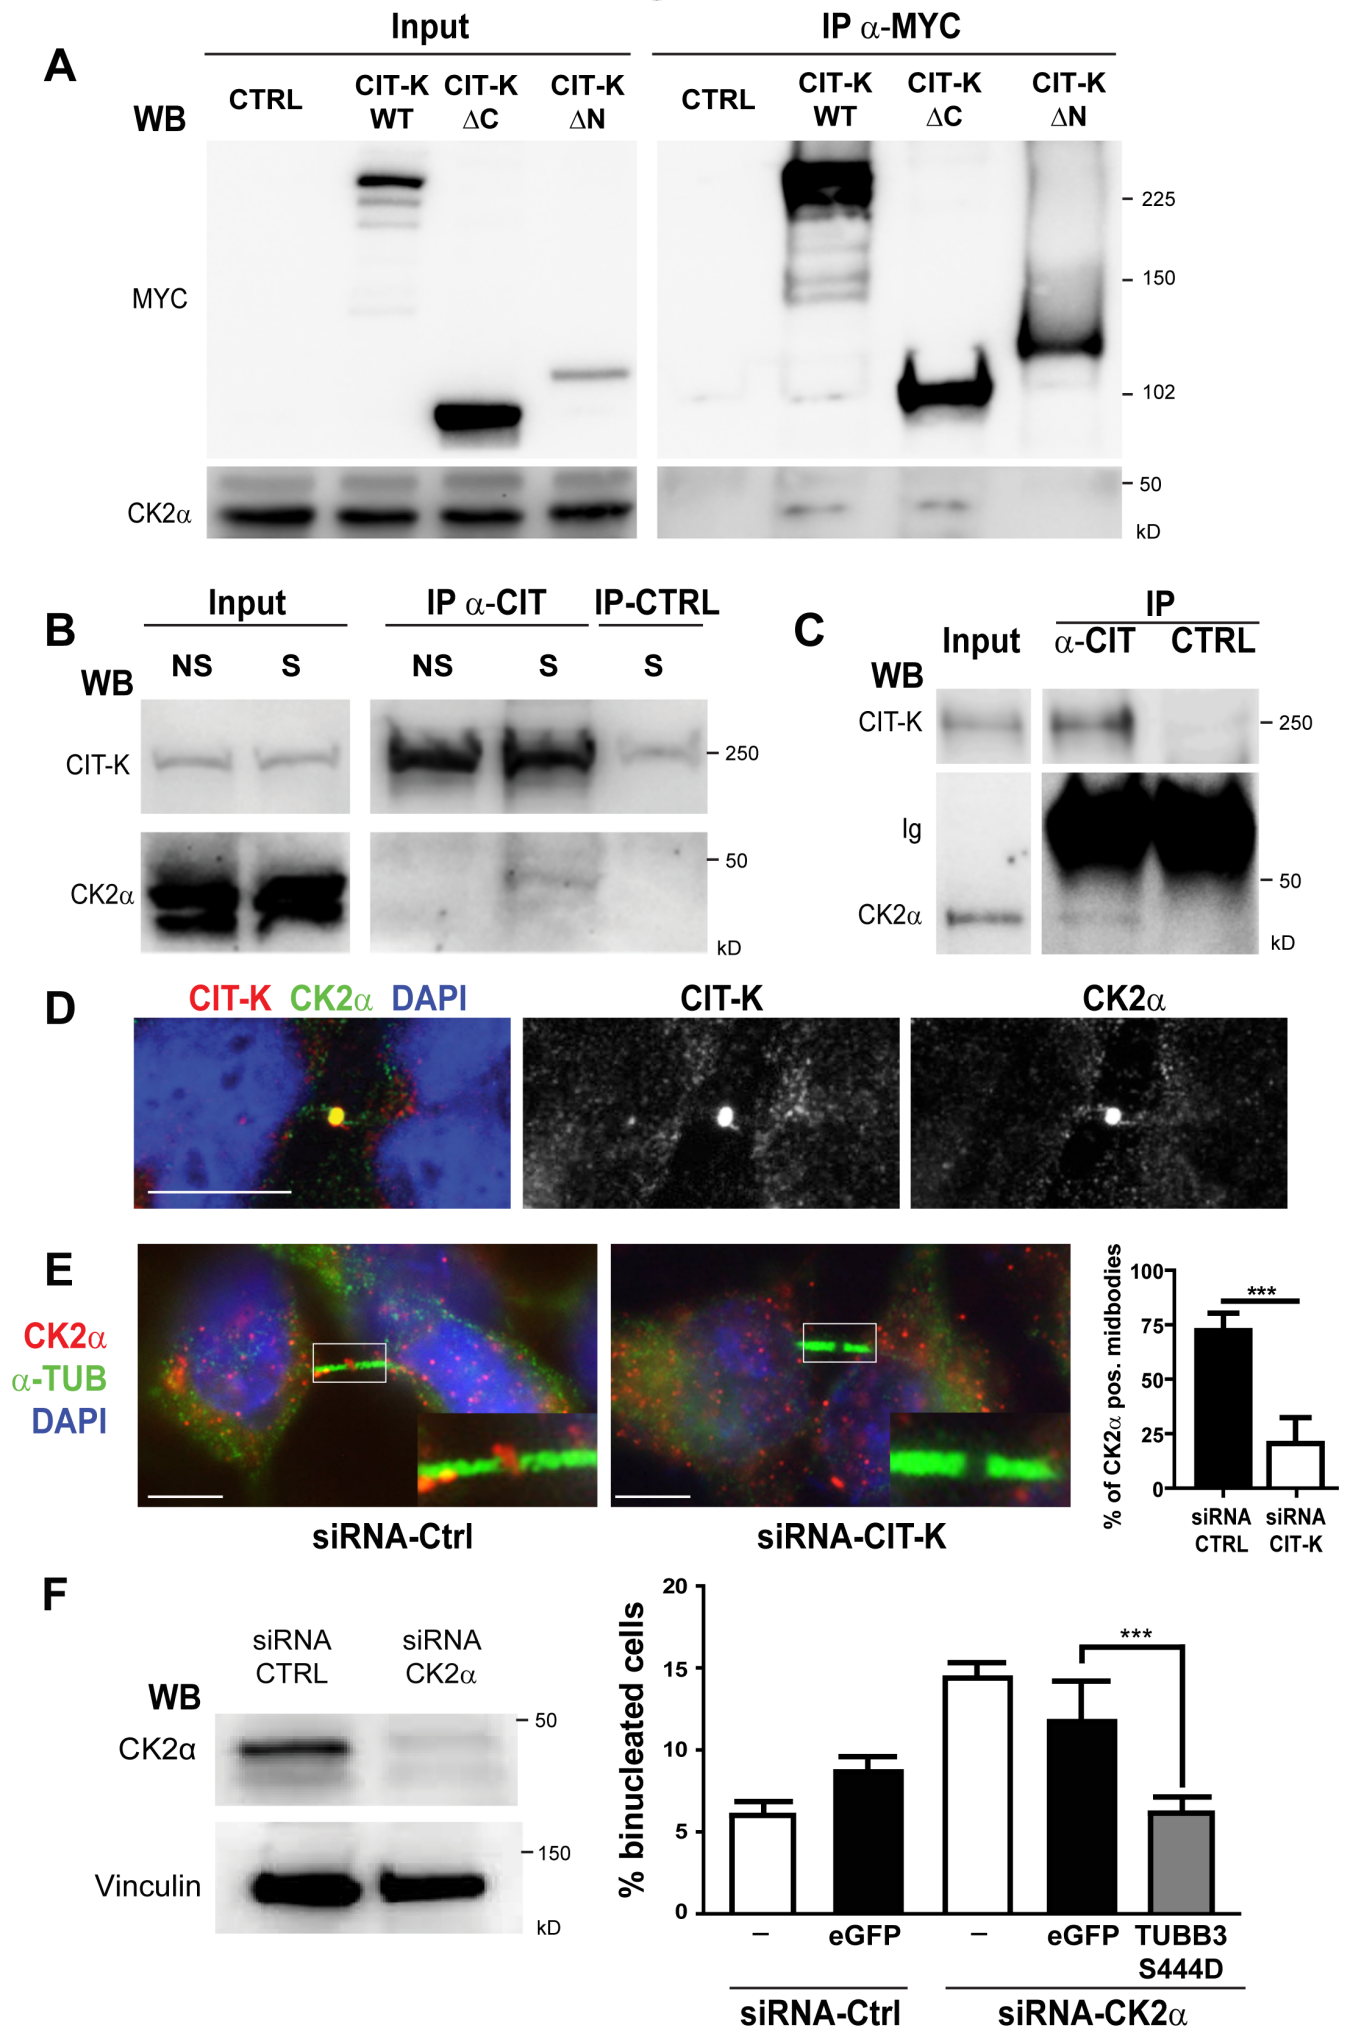 Input
IP α-MYC
A
WB
CTRL
CIT-K
WT
CIT-K
ΔC
CIT-K
ΔN
CTRL
CIT-K
WT
CIT-K
ΔC
CIT-K
ΔN
MYC
225
150
102
CK2α
50
kD
B
Input
IP α-CIT
IP-CTRL
WB
NS
S
NS
S
S
CIT-K
250
CK2α
50
kD
C
IP
Input
α-CIT
CTRL
WB
CIT-K
250
Ig
50
CK2α
kD
D
CIT-K CK2α DAPI
CIT-K
CK2α
E
CK2α
α-TUB
DAPI
siRNA-Ctrl
siRNA-CIT-K
% of CK2α pos. midbodies
100
75
50
25
0
***
siRNA
CTRL
siRNA
CIT-K
F
siRNA
CTRL
siRNA
CK2α
WB
CK2α
50
Vinculin
150
kD
% binucleated cells
20
15
10
5
0
***
–
eGFP
–
eGFP
TUBB3
S444D
siRNA-Ctrl
siRNA-CK2α